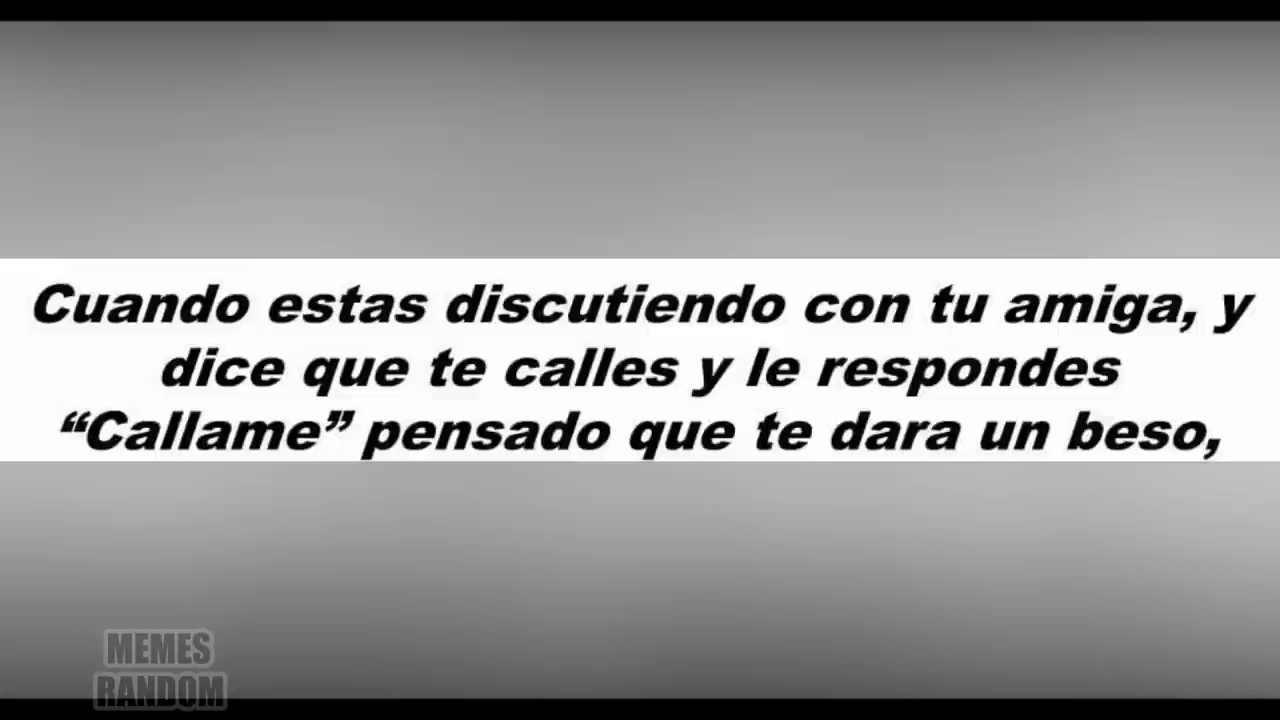 Cuando estas discutiendo con tu amiga, y
dice que te calles y le respondes
“Callame” pensado que te dara un beso,
MEMES
RANDOM